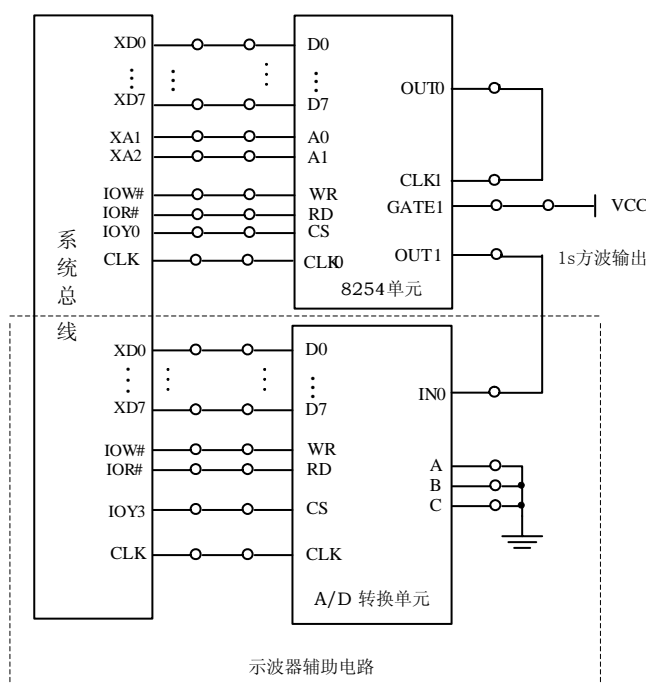 系统总线
XD0
XD7
XA1
XA2
IOW#
IOR#
IOY0
CLK
D0
D7
A0
A1
WR
RD
CS
CLK0
8254单元
OUT0
CLK1
GATE1
OUT1
VCC
1s方波输出
XD0
XD7
IOW#
IOR#
IOY3
CLK
D0
D7
WR
RD
CS
CLK
A/D 转换单元
IN0
A
B
C
示波器辅助电路